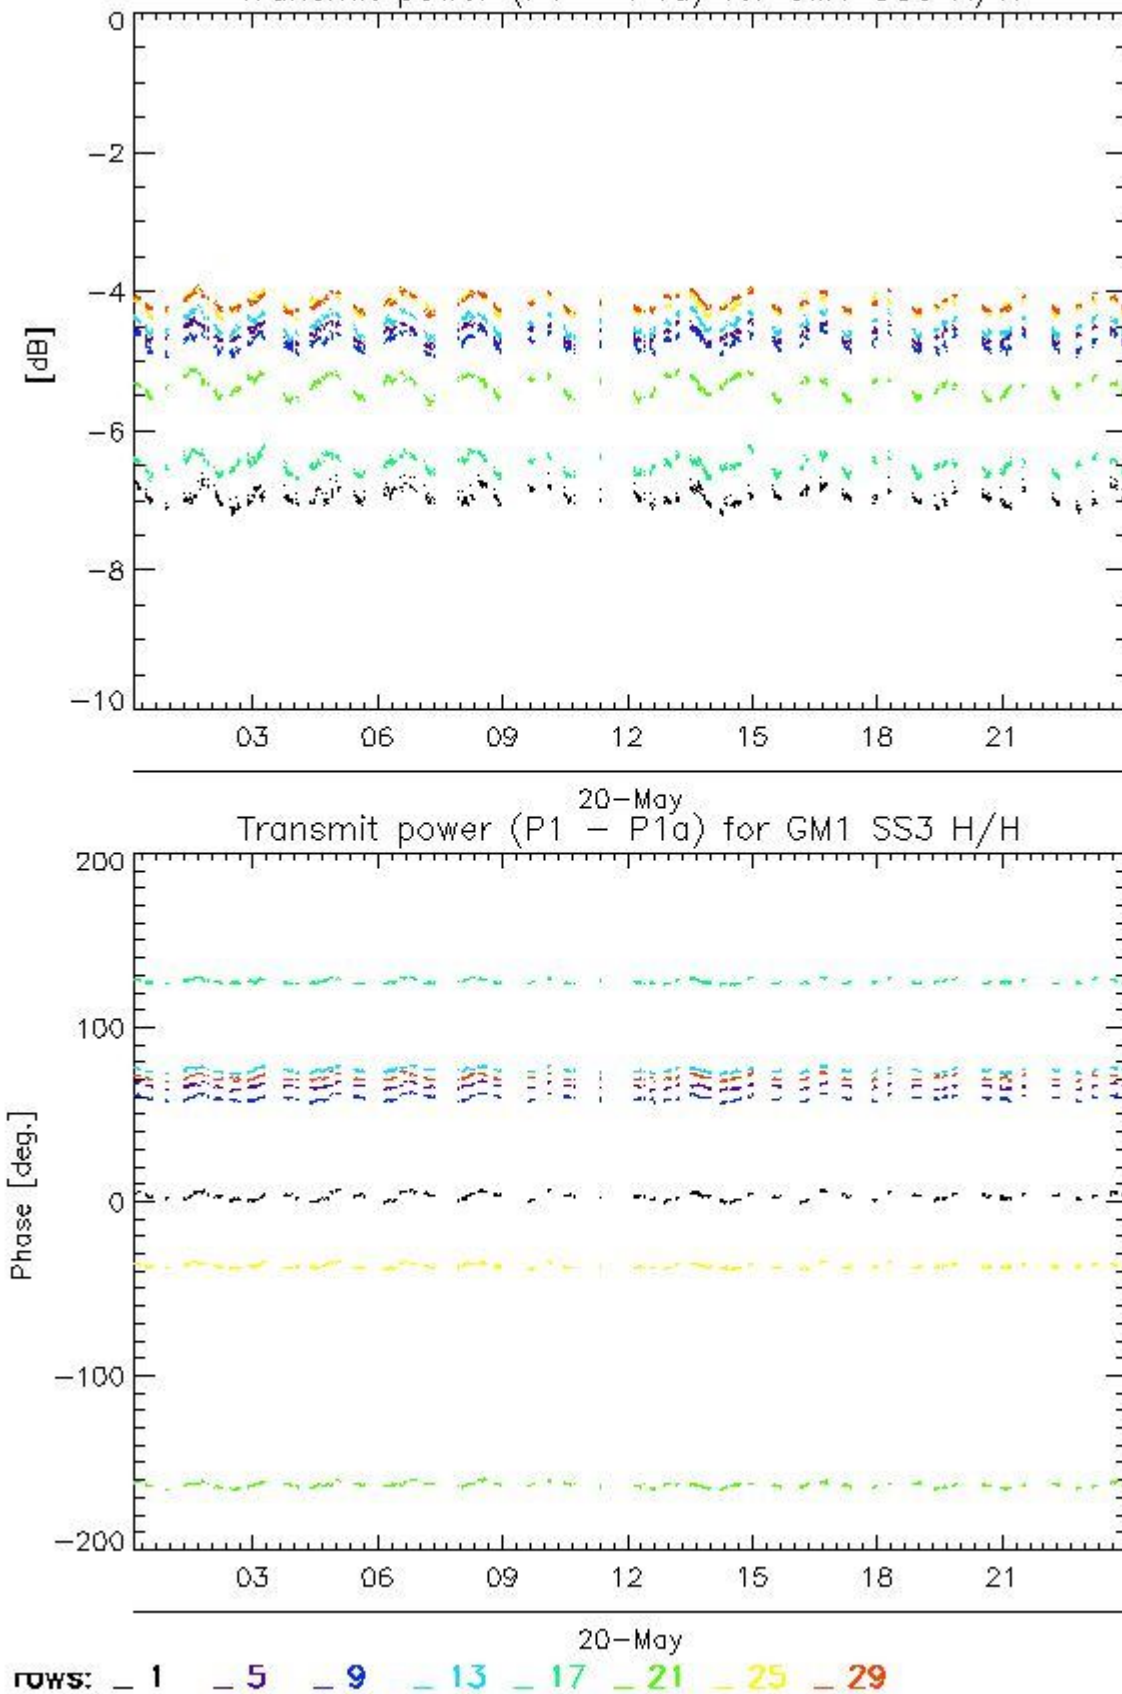 0
−2
−4
[dB]
−6
−8
−10
03 06 09 12 15 18 21
20−May
Transmit power (P1 − P1a) for GM1 SS3 H/H
200
100
Phase [deg.]
0
−100
−200
03 06 09 12 15 18 21
20−May
rows: _ 1 _ 5 _ 9 _ 13 _ 17 _ 21 _ 25 _ 29